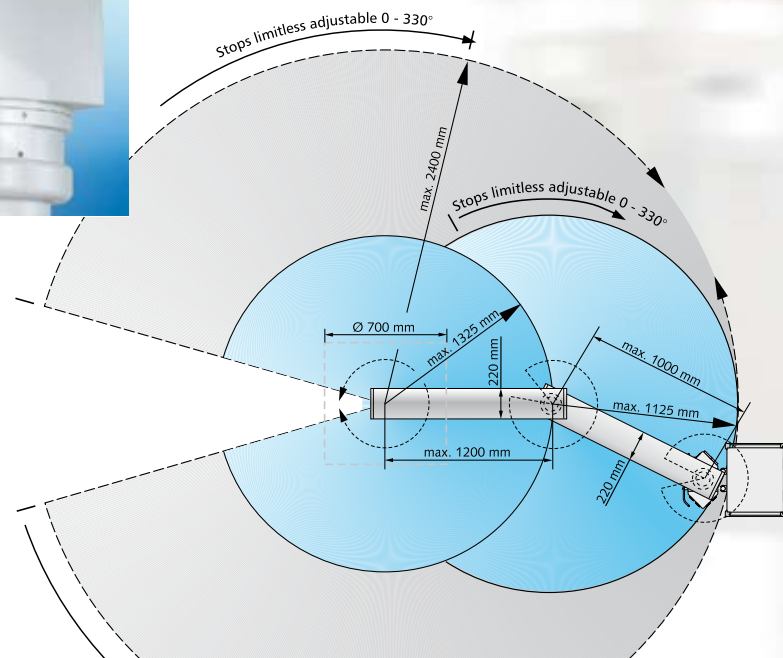 Stops limitless adjustable 0 - 330°
max. 2400 mm
Stops limitless adjustable 0 - 330°
Ø 700 mm
max. 1325 mm
220 mm
max. 1000 mm
max. 1125 mm
max. 1200 mm
220 mm